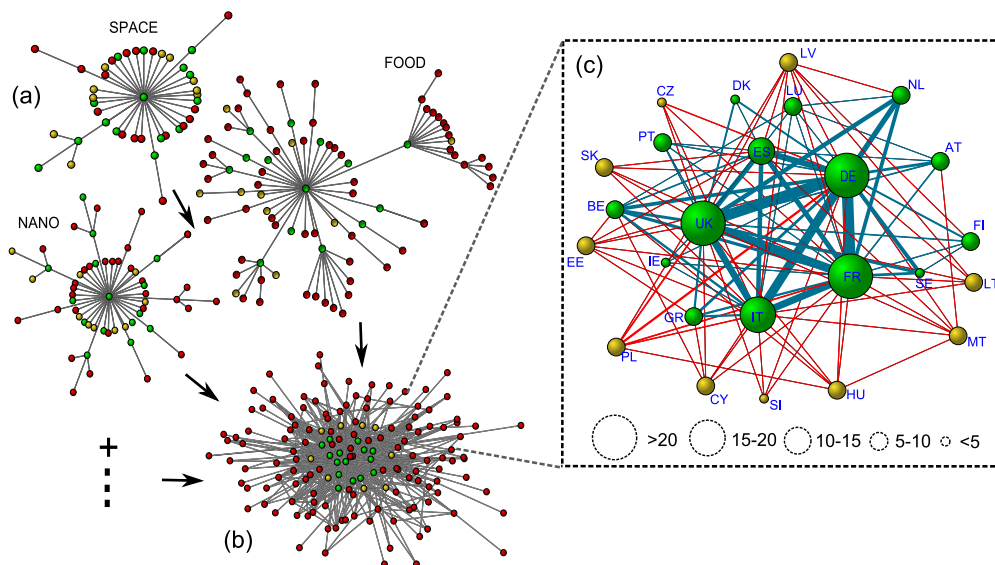 SPACE
(a)
FOOD
NANO
+
(b)
(c)
LV
CZ
DK
LU
NL
PT
ES
AT
SK
DE
BE
UK
FI
EE
IE
FR
SE
LT
GR
IT
PL
MT
CY
SI
HU
>20
15-20
10-15
5-10
<5